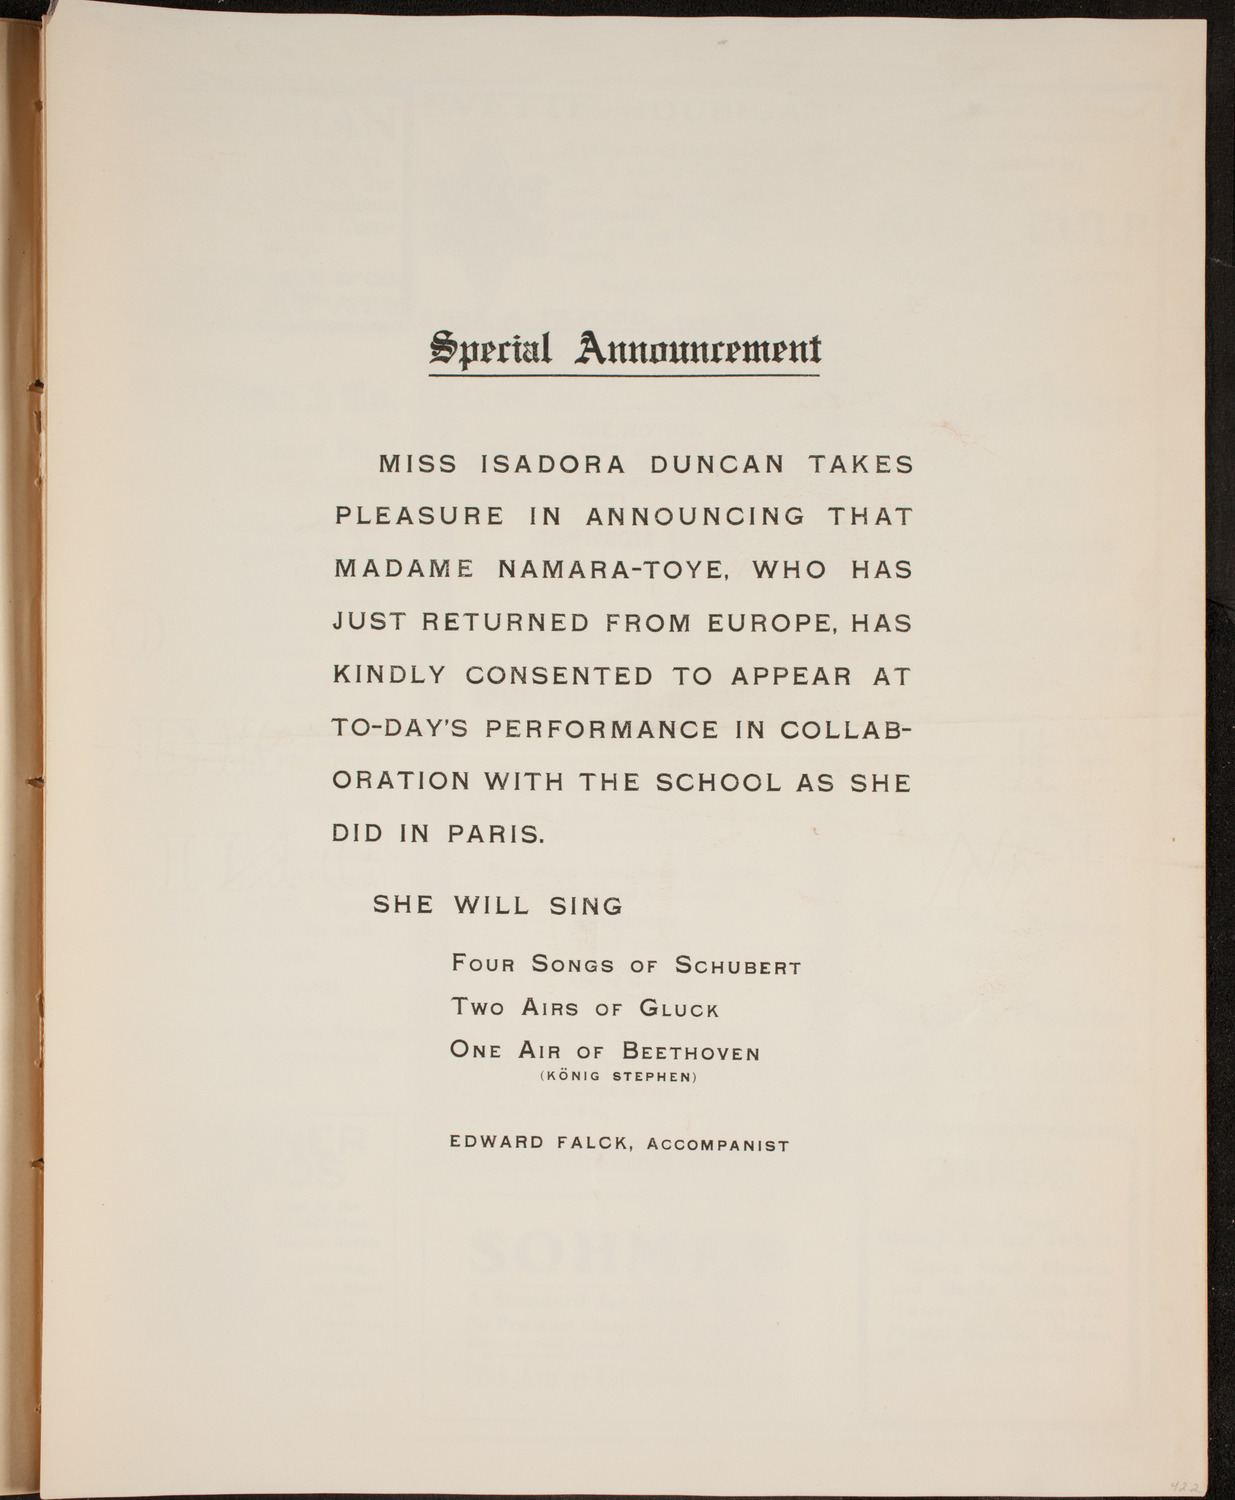 Special Announcement
MISS ISADORA DUNCAN TAKES
PLEASURE IN ANNOUNCING THAT
MADAME NAMARA-TOYE, WHO HAS
JUST RETURNED FROM EUROPE, HAS
KINDLY CONSENTED TO APPEAR AT
TO-DAY'S PERFORMANCE IN COLLAB-
ORATION WITH THE SCHOOL AS SHE
DID IN PARIS.
SHE WILL SING
FOUR SONGS OF SCHUBERT
TWO AIRS OF GLUCK
ONE AIR OF BEETHOVEN
(KÖNIG STEPHEN)
EDWARD FALCK, ACCOMPANIST
422